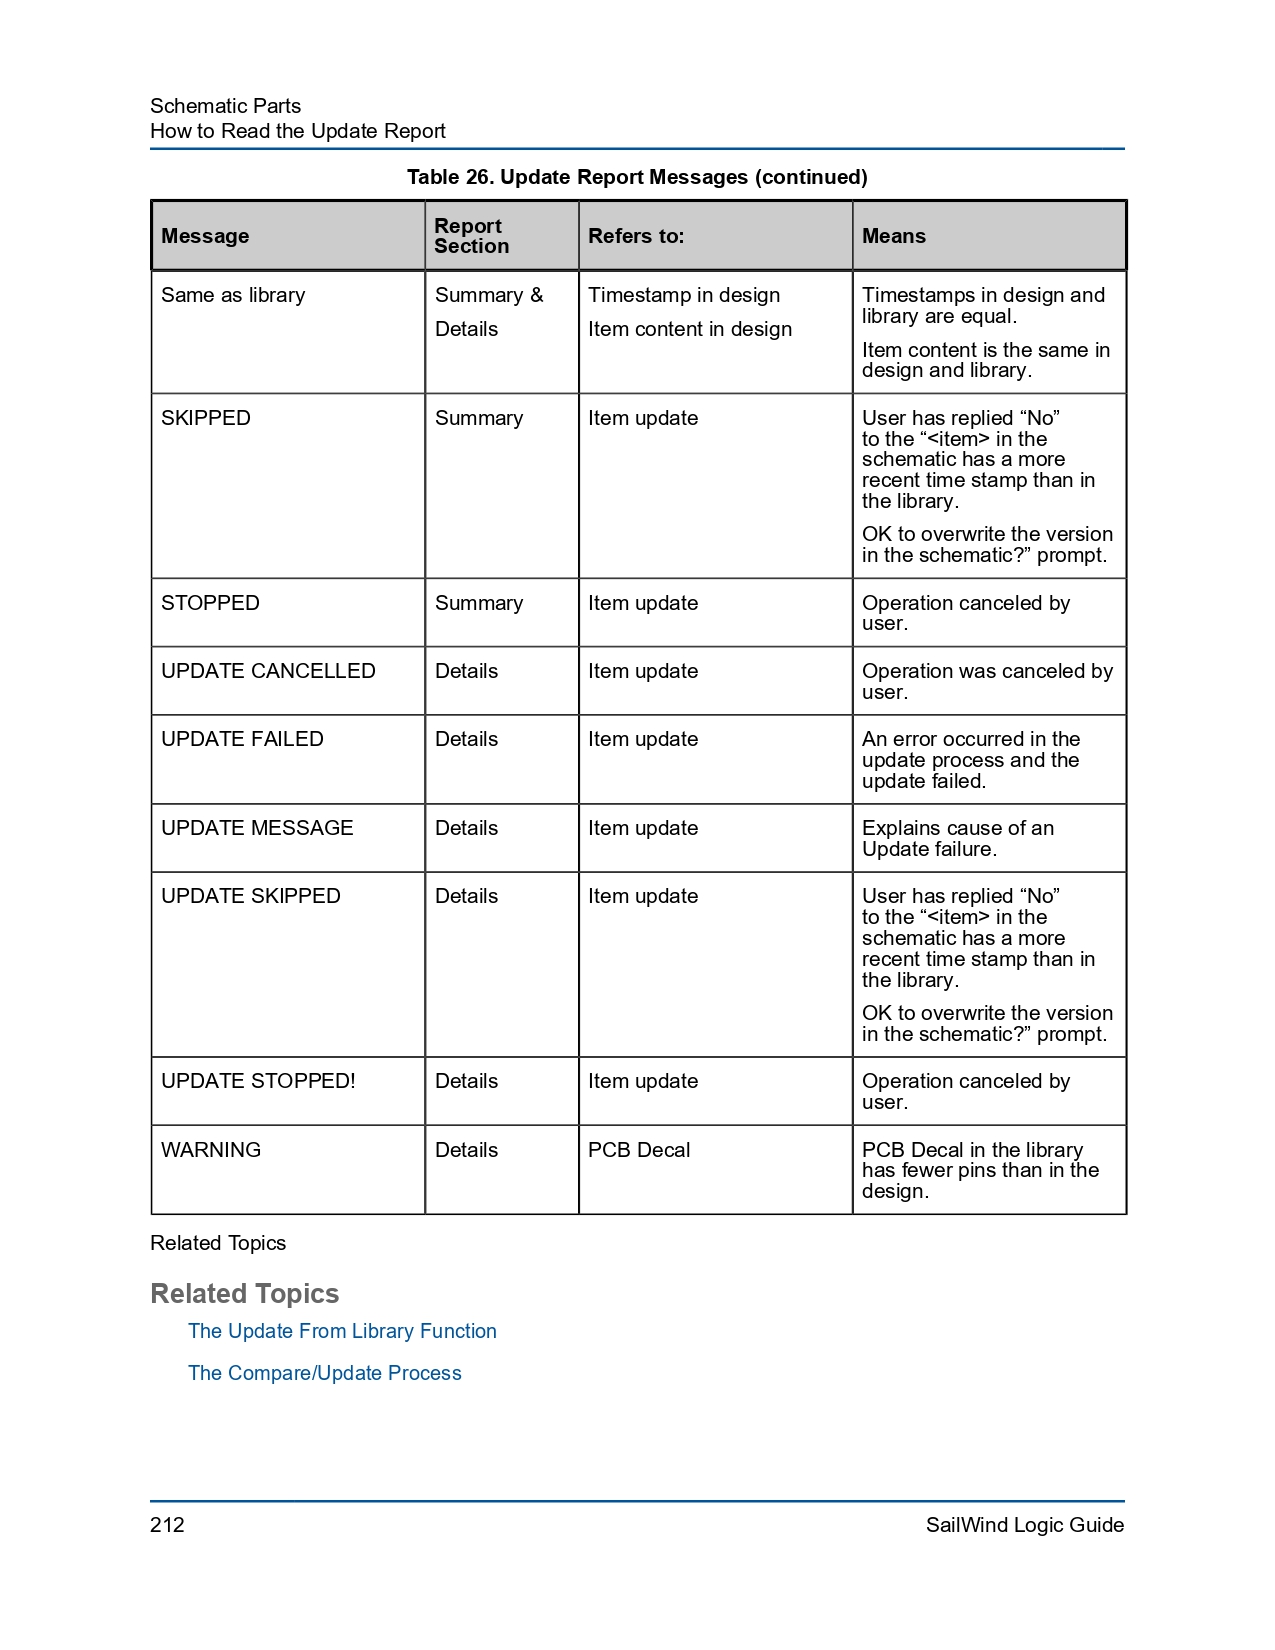 Schematic Parts
How to Read the Update Report
Table 26. Update Report Messages (continued)
Message
Report
Section
Refers to:
Means
Same as library
Summary &
Details
Timestamp in design
Item content in design
Timestamps in design and
library are equal.
Item content is the same in
design and library.
SKIPPED
Summary
Item update
User has replied “No”
to the “<item> in the
schematic has a more
recent time stamp than in
the library.
OK to overwrite the version
in the schematic?” prompt.
STOPPED
Summary
Item update
Operation canceled by
user.
UPDATE CANCELLED
Details
Item update
Operation was canceled by
user.
UPDATE FAILED
Details
Item update
An error occurred in the
update process and the
update failed.
UPDATE MESSAGE
Details
Item update
Explains cause of an
Update failure.
UPDATE SKIPPED
Details
Item update
User has replied “No”
to the “<item> in the
schematic has a more
recent time stamp than in
the library.
OK to overwrite the version
in the schematic?” prompt.
UPDATE STOPPED!
Details
Item update
Operation canceled by
user.
WARNING
Details
PCB Decal
PCB Decal in the library
has fewer pins than in the
design.
Related Topics
Related Topics
The Update From Library Function
The Compare/Update Process
212
SailWind Logic Guide